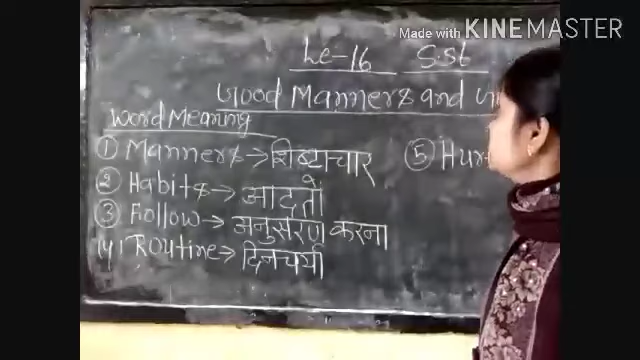 Made with KINEMASTER
Le-16 S.St
Good Manners and
Word Meaning
① Manners → शिष्टाचार
② Habits → आदतों
③ Follow → अनुसरण करना
(4) Routine → दिनचर्या
⑤